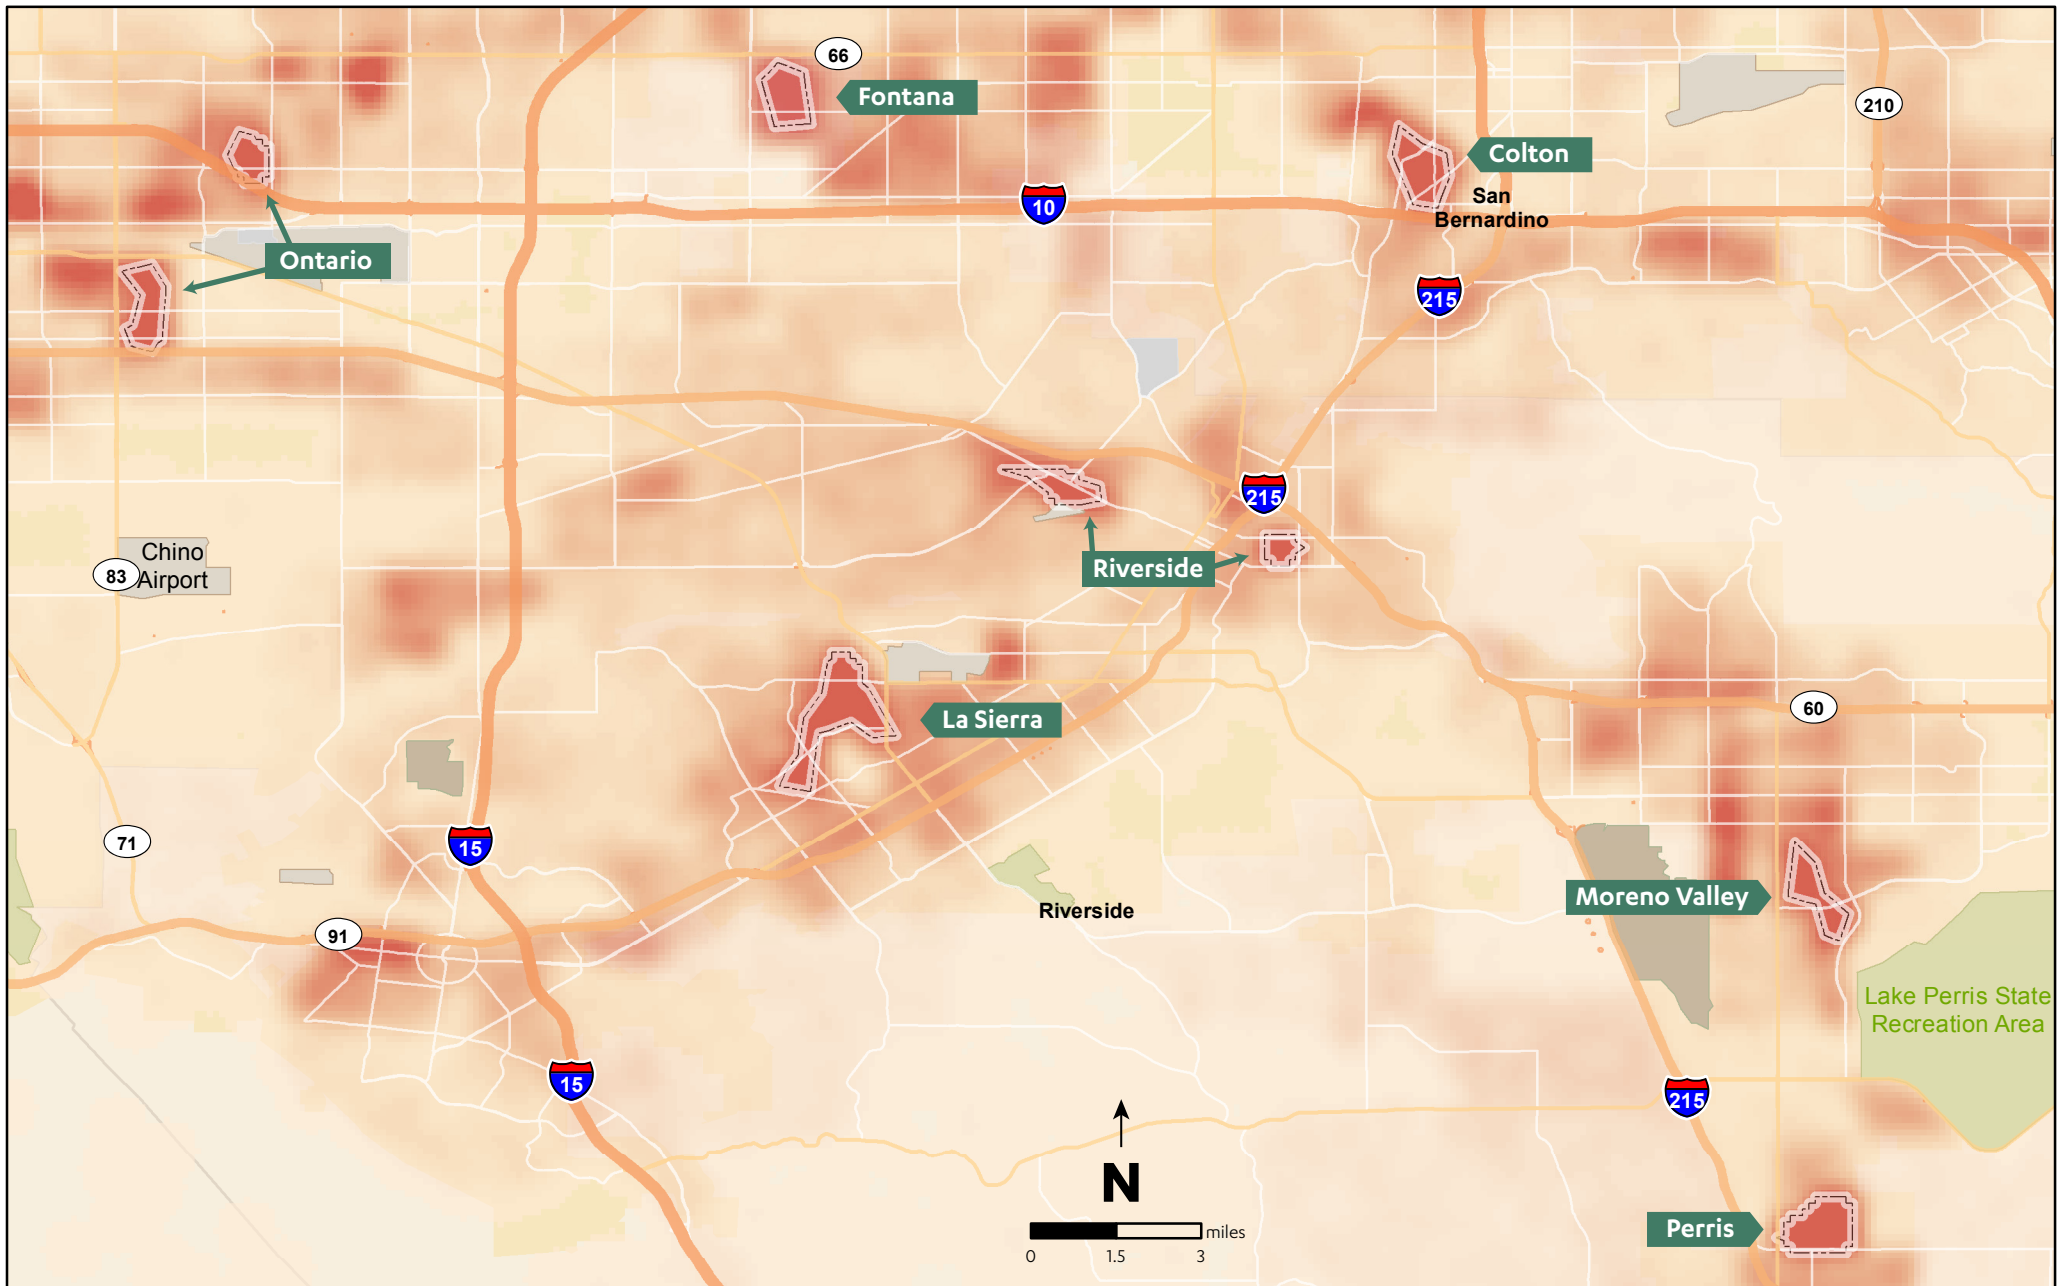 66
Fontana
210
Colton
San
Bernardino
10
Ontario
215
215
Chino
Airport
83
Riverside
La Sierra
60
15
71
Moreno Valley
91
Riverside
Lake Perris State
Recreation Area
15
215
N
miles
0 1.5 3
Perris